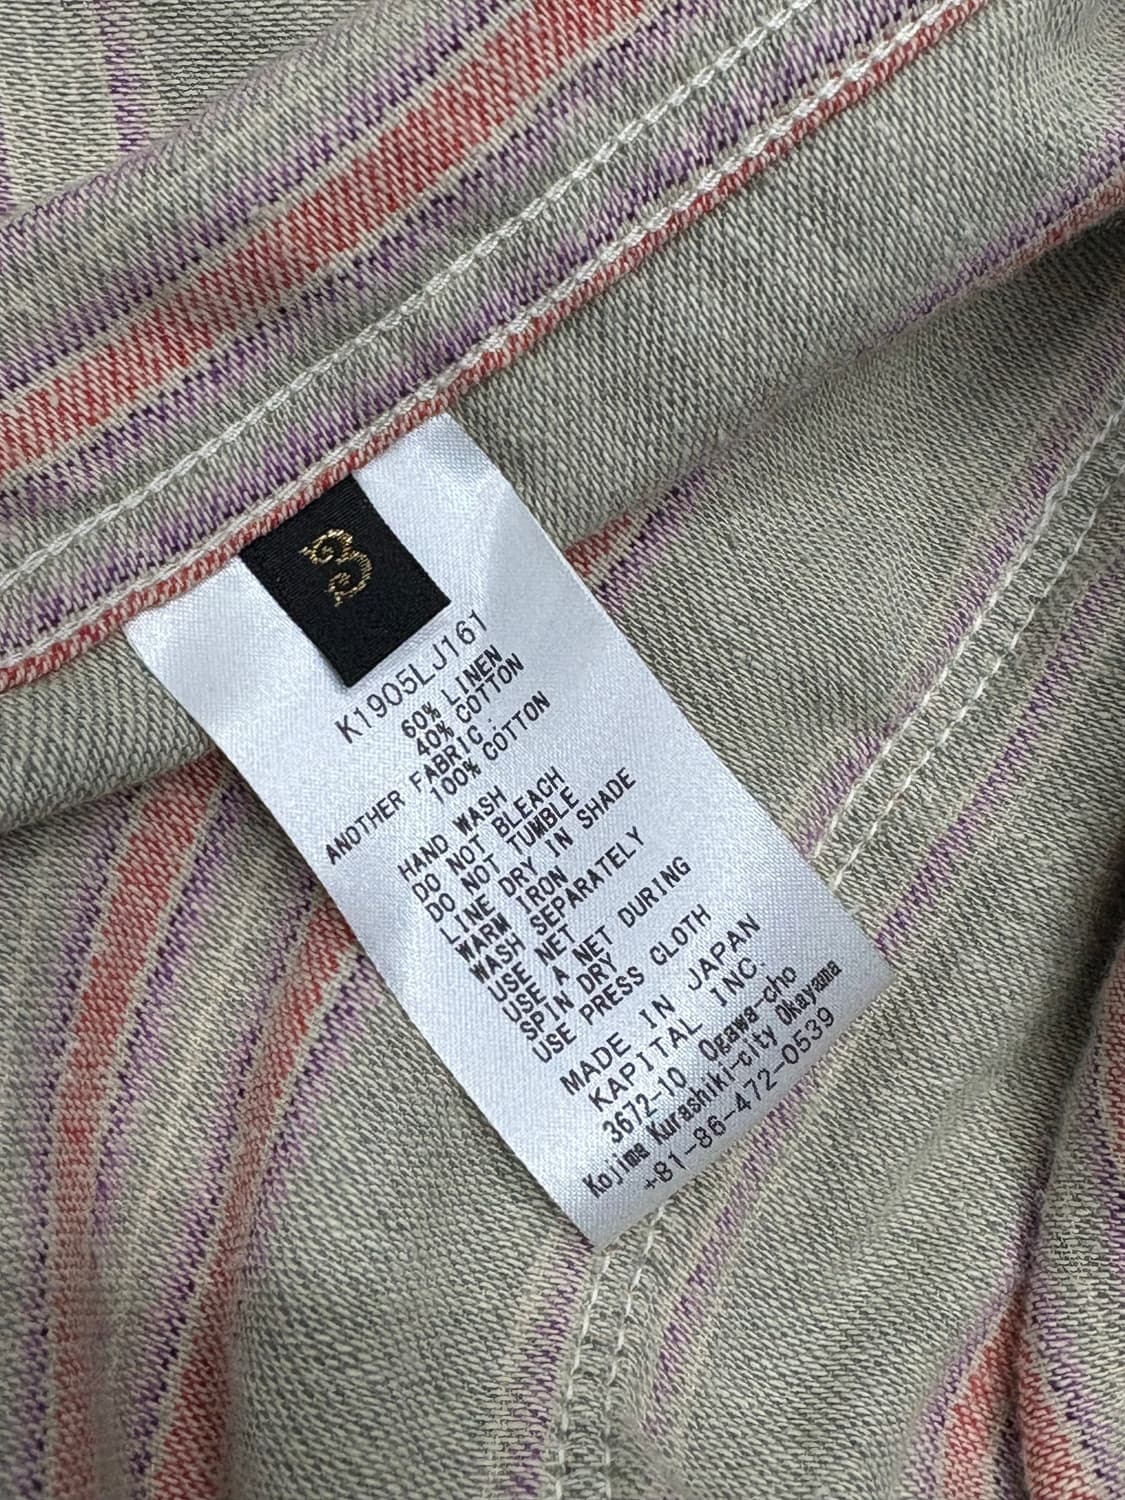 3
K1905LJ161
60% LINEN
40% COTTON
ANOTHER FABRIC :
100% COTTON
HAND WASH
DO NOT BLEACH
DO NOT TUMBLE
LINE DRY IN SHADE
WARM IRON
WASH SEPARATELY
USE NET
USE A NET DURING
SPIN DRY
USE PRESS CLOTH
MADE IN JAPAN
KAPITAL INC.
3672-10 Ogawa-cho
Kojima Kurashiki-city Okayama
+81-86-472-0539